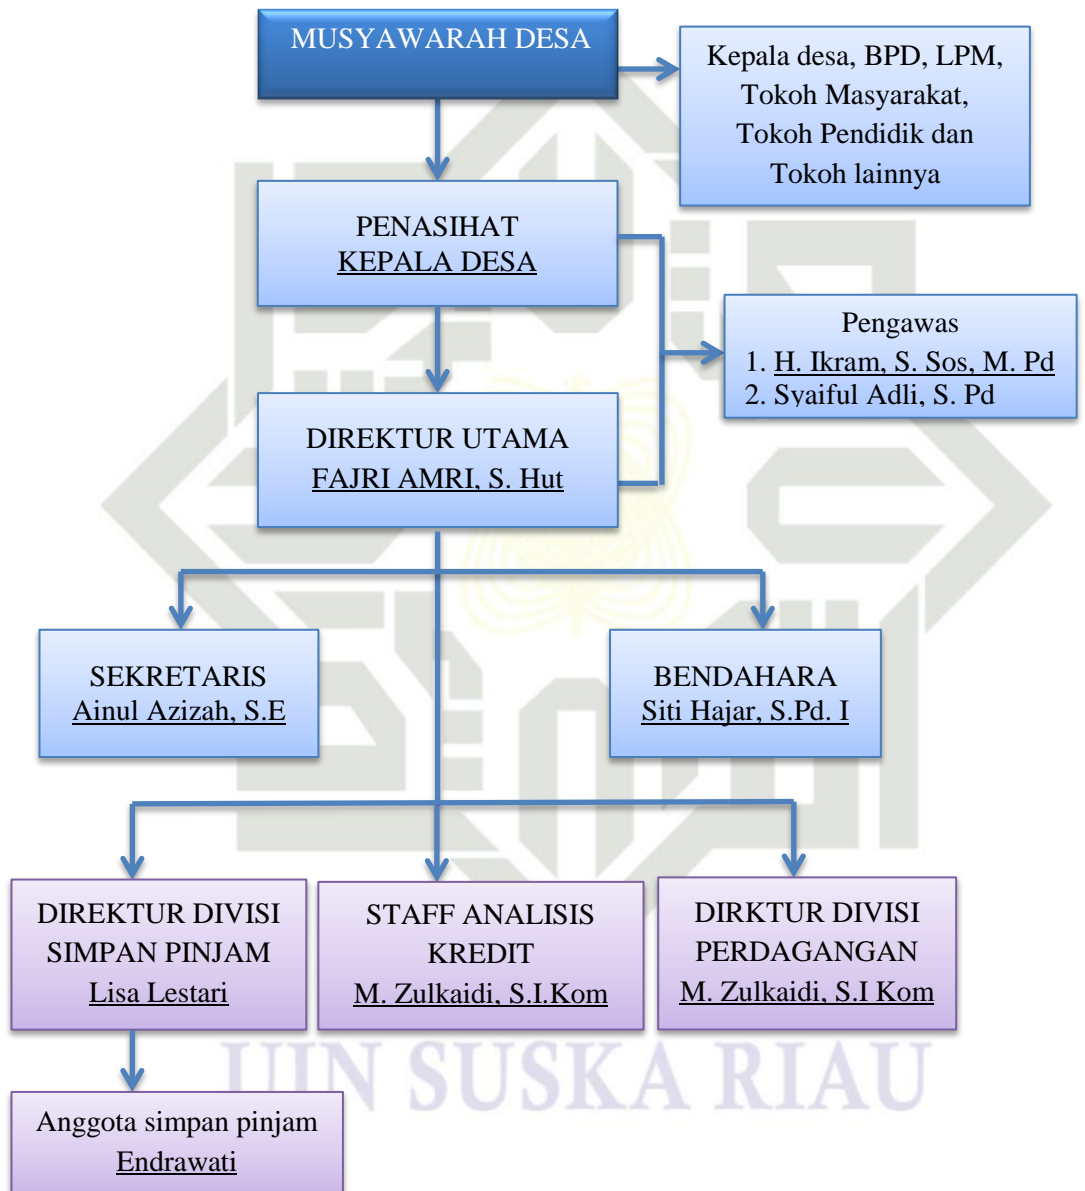 MUSYAWARAH DESA
Kepala desa, BPD, LPM,
Tokoh Masyarakat,
Tokoh Pendidik dan
Tokoh lainnya
PENASIHAT
KEPALA DESA
Pengawas
1. H. Ikram, S. Sos, M. Pd
2. Syaiful Adli, S. Pd
DIREKTUR UTAMA
FAJRI AMRI, S. Hut
SEKRETARIS
Ainul Azizah, S.E
BENDAHARA
Siti Hajar, S.Pd. I
DIREKTUR DIVISI
SIMPAN PINJAM
Lisa Lestari
STAFF ANALISIS
KREDIT
M. Zulkaidi, S.I.Kom
DIRKTUR DIVISI
PERDAGANGAN
M. Zulkaidi, S.I Kom
UIN SUSKA RIAU
Anggota simpan pinjam
Endrawati